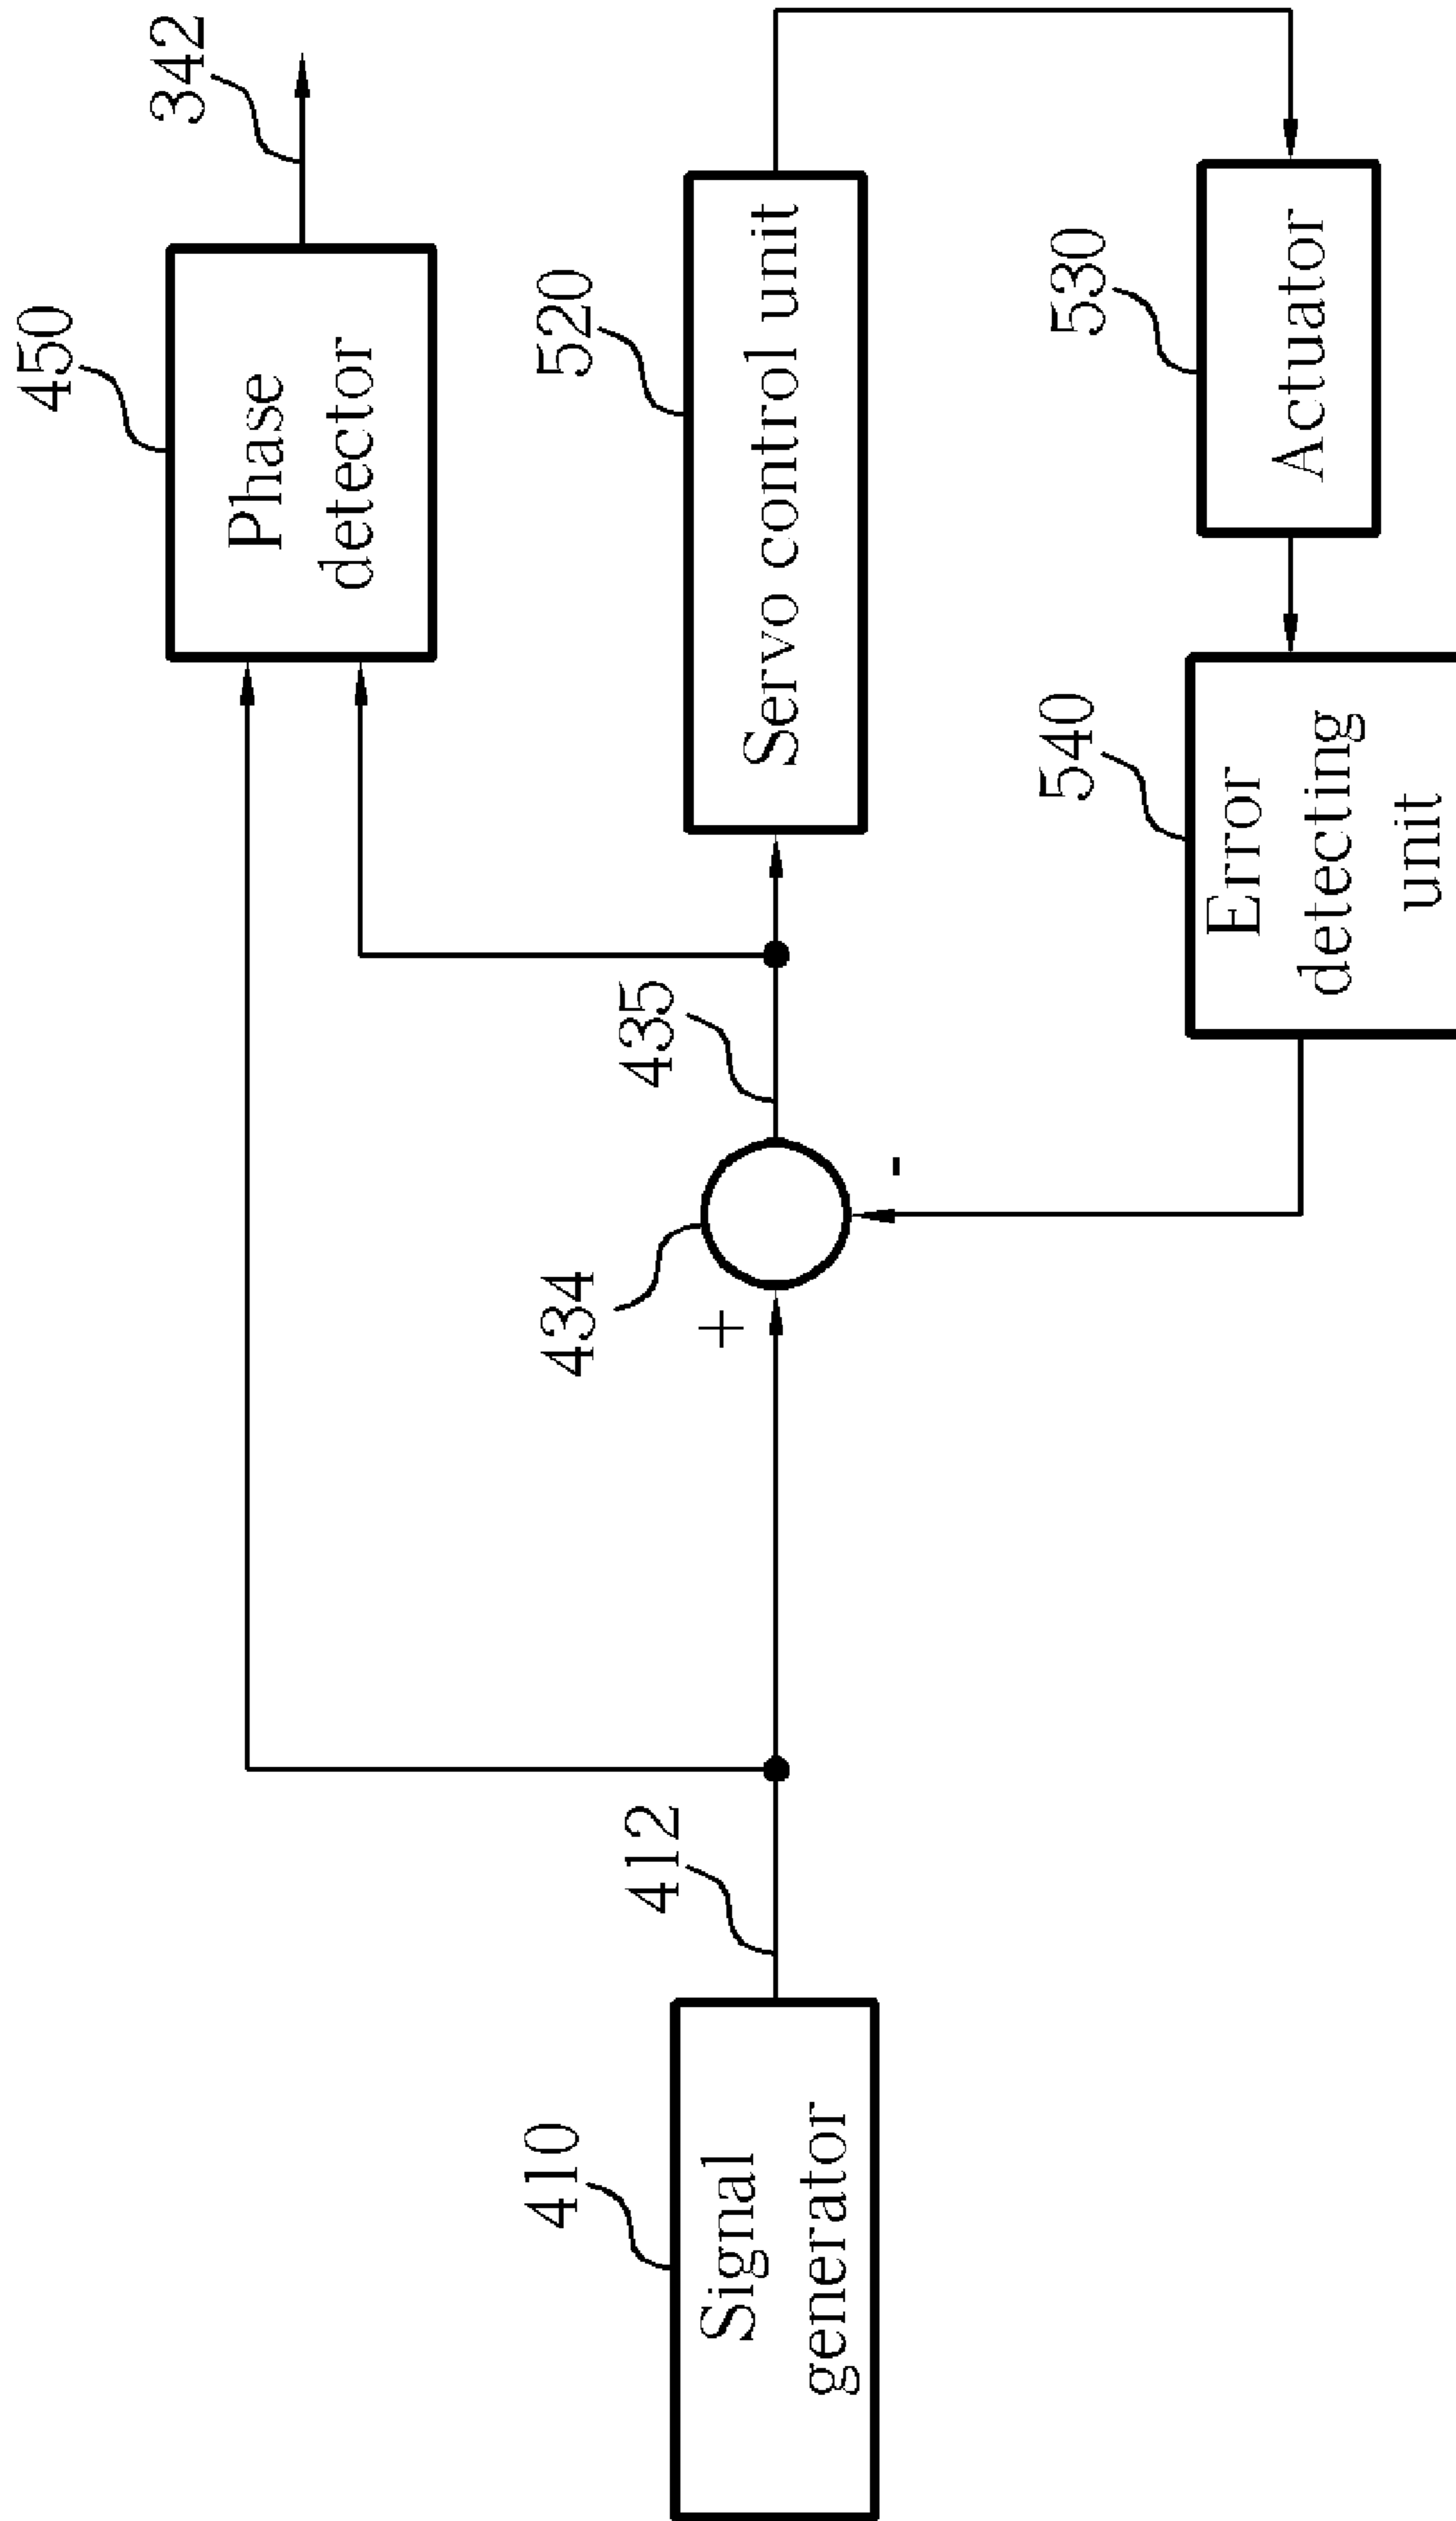 450
342
Phase
detector
520
Servo control unit
410
Signal
generator
412
434
+
435
-
540
Error
detecting
unit
530
Actuator